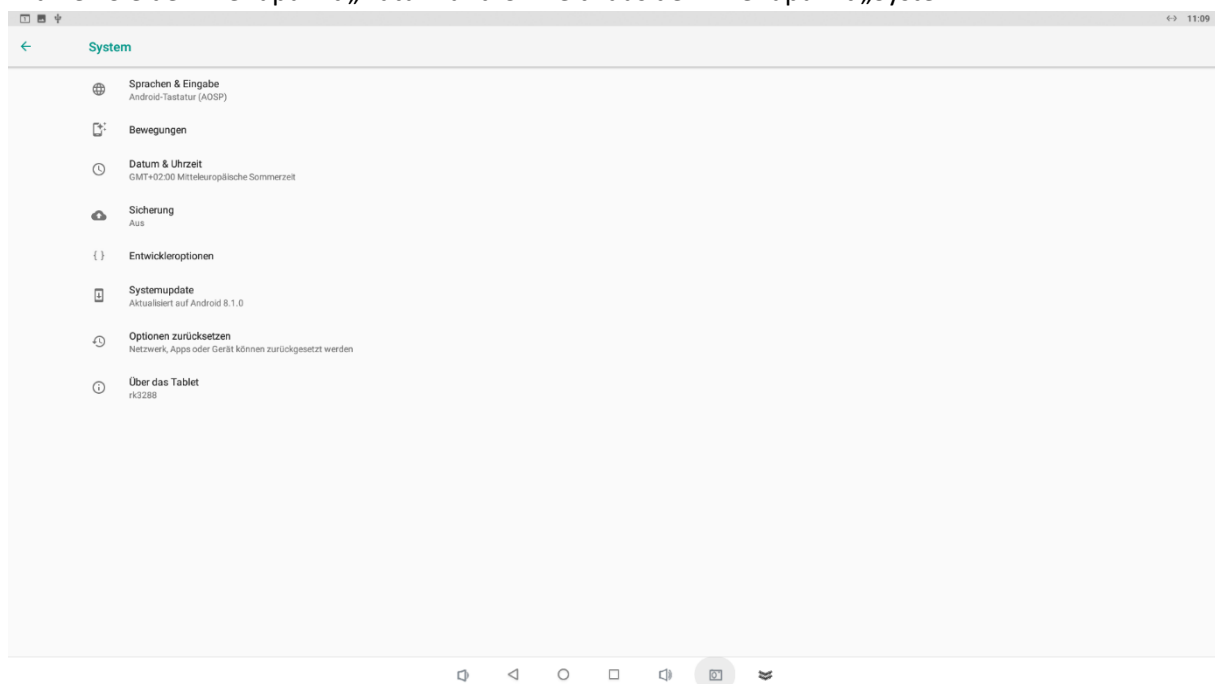 11:09
System
Sprachen & Eingabe
Android-Tastatur (AOSP)
Bewegungen
Datum & Uhrzeit
GMT+02:00 Mitteleuropäische Sommerzeit
Sicherung
Aus
Entwickleroptionen
Systemupdate
Aktualisiert auf Android 8.1.0
Optionen zurücksetzen
Netzwerk, Apps oder Gerät können zurückgesetzt werden
Über das Tablet
rk3288